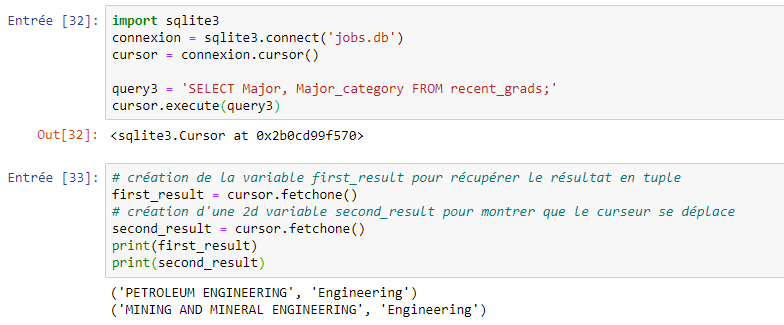 Entrée [32]: import sqlite3
connexion = sqlite3.connect('jobs.db')
cursor = connexion.cursor()
query3 = 'SELECT Major, Major_category FROM recent_grads;'
cursor.execute(query3)
Out[32]: <sqlite3.Cursor at 0x2b0cd99f570>
Entrée [33]: # création de la variable first_result pour récupérer le résultat en tuple
first_result = cursor.fetchone()
# création d'une 2d variable second_result pour montrer que le curseur se déplace
second_result = cursor.fetchone()
print(first_result)
print(second_result)
('PETROLEUM ENGINEERING', 'Engineering')
('MINING AND MINERAL ENGINEERING', 'Engineering')